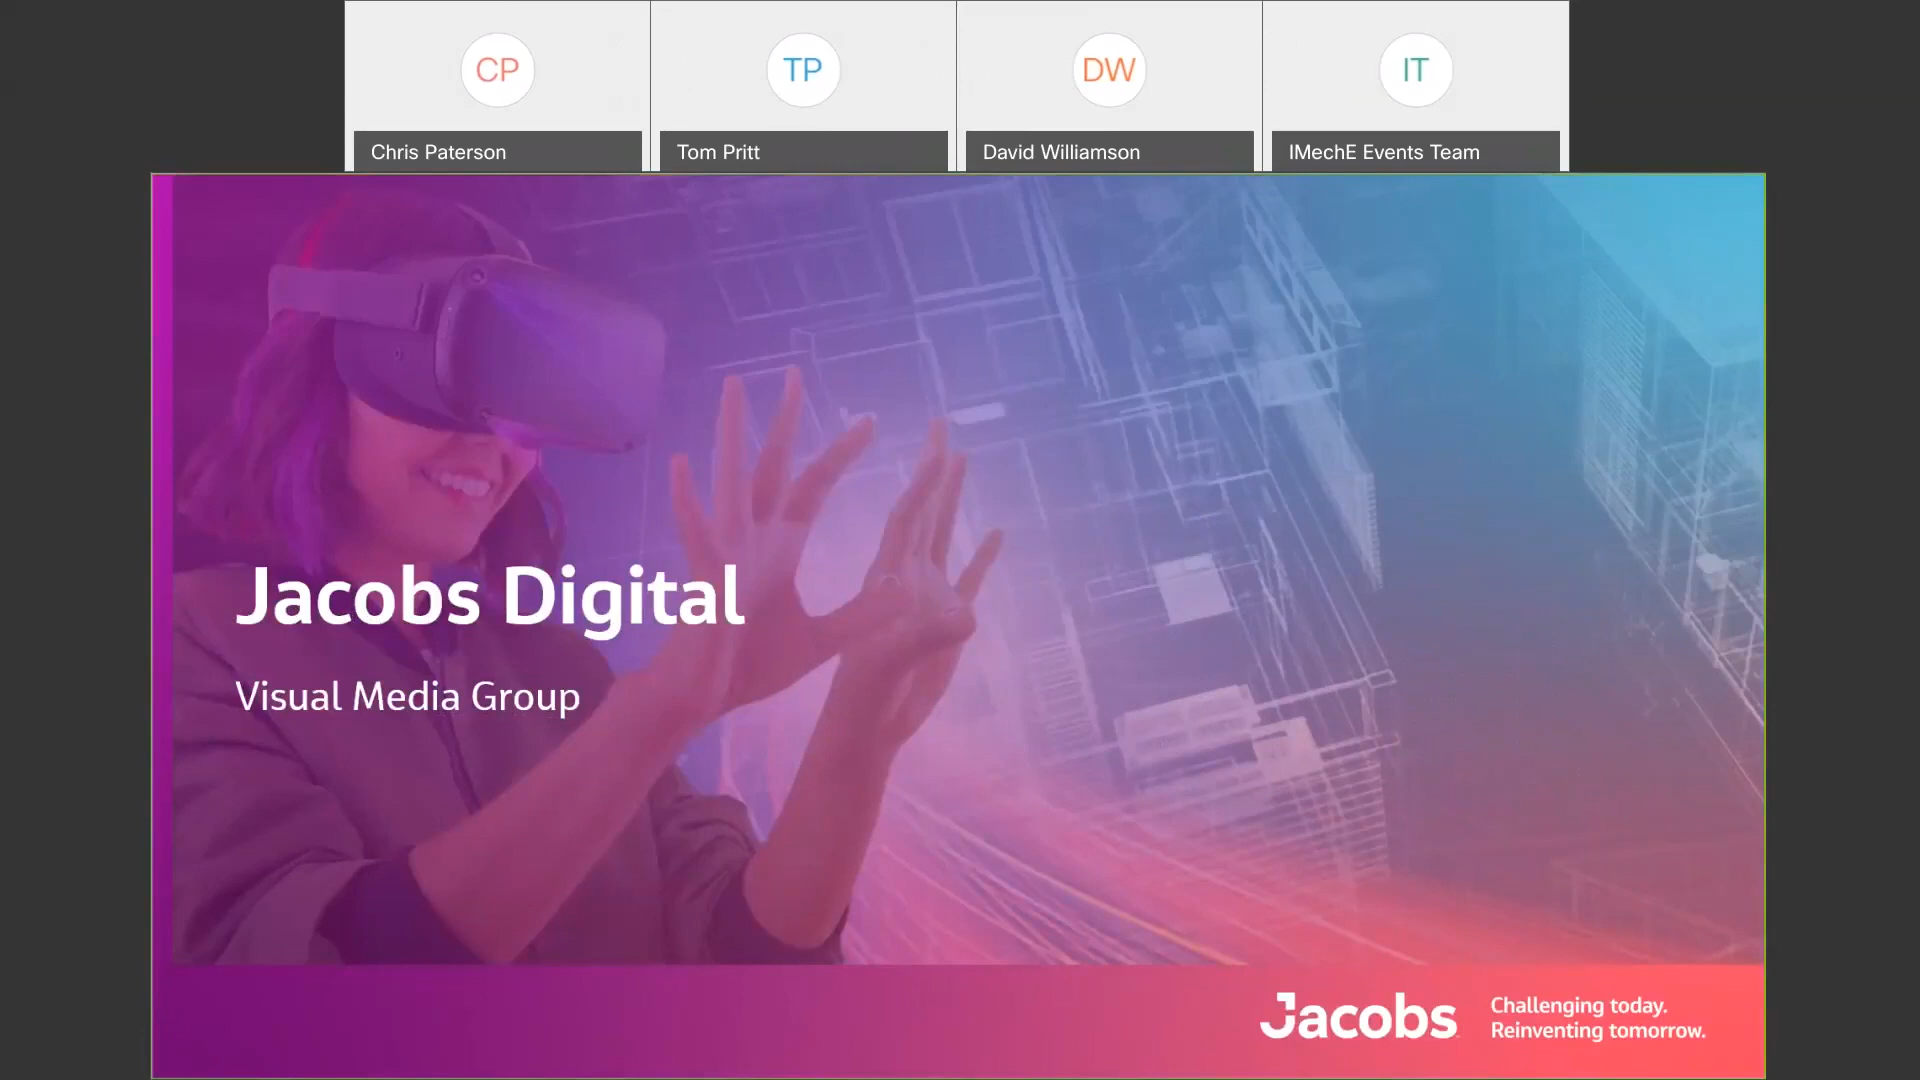 CP
TP
DW
IT
Chris Paterson
Tom Pritt
David Williamson
IMechE Events Team
Jacobs Digital
Visual Media Group
Jacobs
Challenging today.
Reinventing tomorrow.